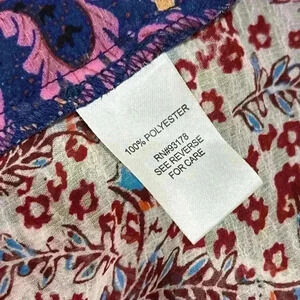 100% POLYESTER
RN#93178
SEE REVERSE
FOR CARE